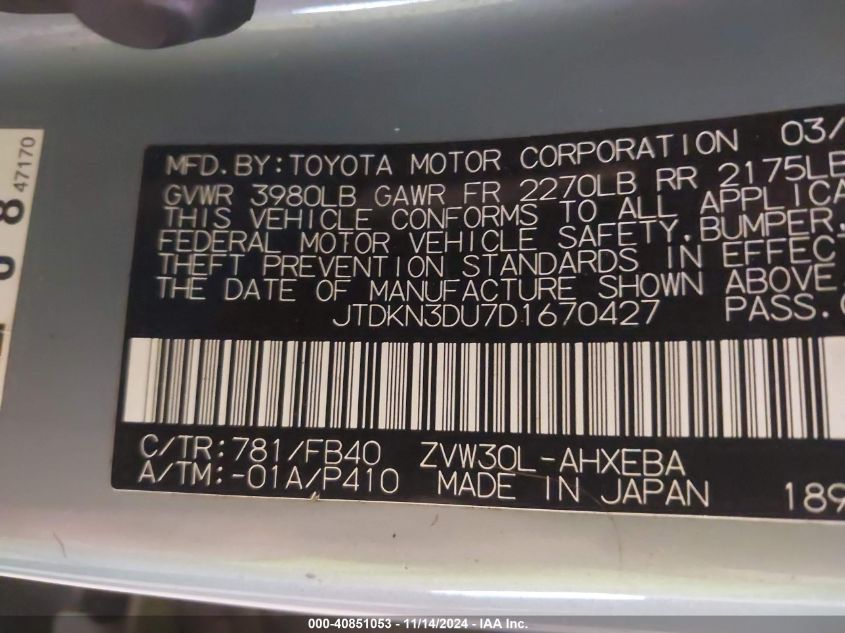 MFD. BY: TOYOTA MOTOR CORPORATION 03/
GVWR 3980LB GAWR FR 2270LB RR 2175LB
THIS VEHICLE CONFORMS TO ALL APPLICA
FEDERAL MOTOR VEHICLE SAFETY, BUMPER,
THEFT PREVENTION STANDARDS IN EFFEC
THE DATE OF MANUFACTURE SHOWN ABOVE
JTDKN3DU7D1670427 PASS.
C/TR: 781/FB40 ZVW30L-AHXEBA
A/TM: -01A/P410 MADE IN JAPAN 189
47170
000-40851053 - 11/14/2024 - IAA Inc.